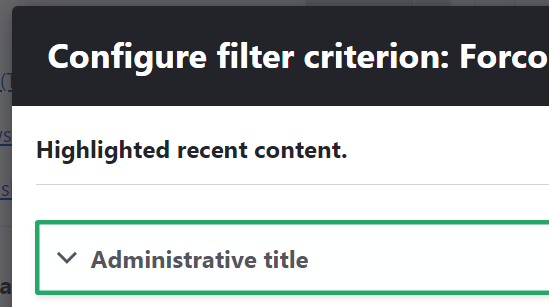 Configure filter criterion: Forco
Highlighted recent content.
Administrative title